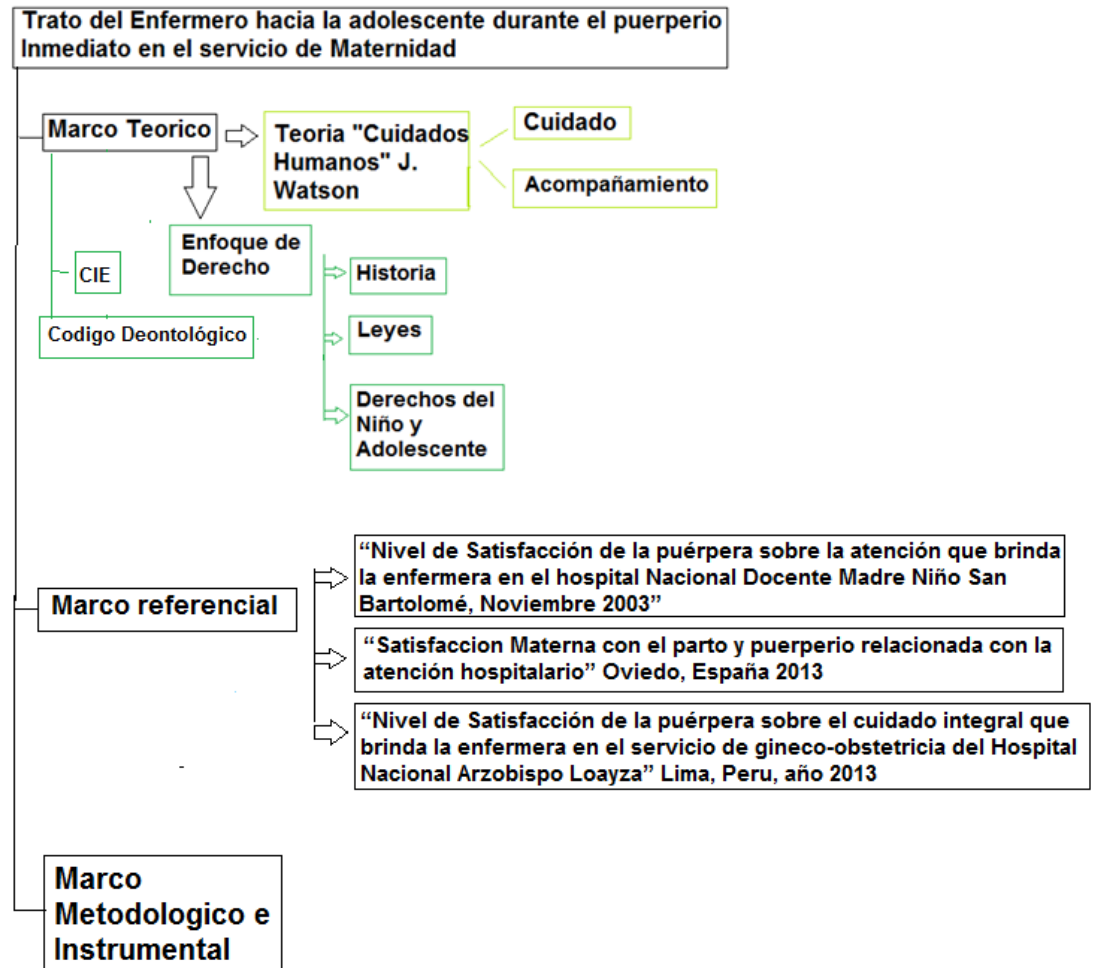 Trato del Enfermero hacia la adolescente durante el puerperio
Inmediato en el servicio de Maternidad
Marco Teorico
Teoria "Cuidados
Humanos" J.
Watson
Cuidado
Acompañamiento
Enfoque de
Derecho
CIE
Codigo Deontológico
Historia
Leyes
Derechos del
Niño y
Adolescente
Marco referencial
“Nivel de Satisfacción de la puérpera sobre la atención que brinda
la enfermera en el hospital Nacional Docente Madre Niño San
Bartolomé, Noviembre 2003”
“Satisfaccion Materna con el parto y puerperio relacionada con la
atención hospitalario” Oviedo, España 2013
“Nivel de Satisfacción de la puérpera sobre el cuidado integral que
brinda la enfermera en el servicio de gineco-obstetricia del Hospital
Nacional Arzobispo Loayza” Lima, Peru, año 2013
Marco
Metodologico e
Instrumental